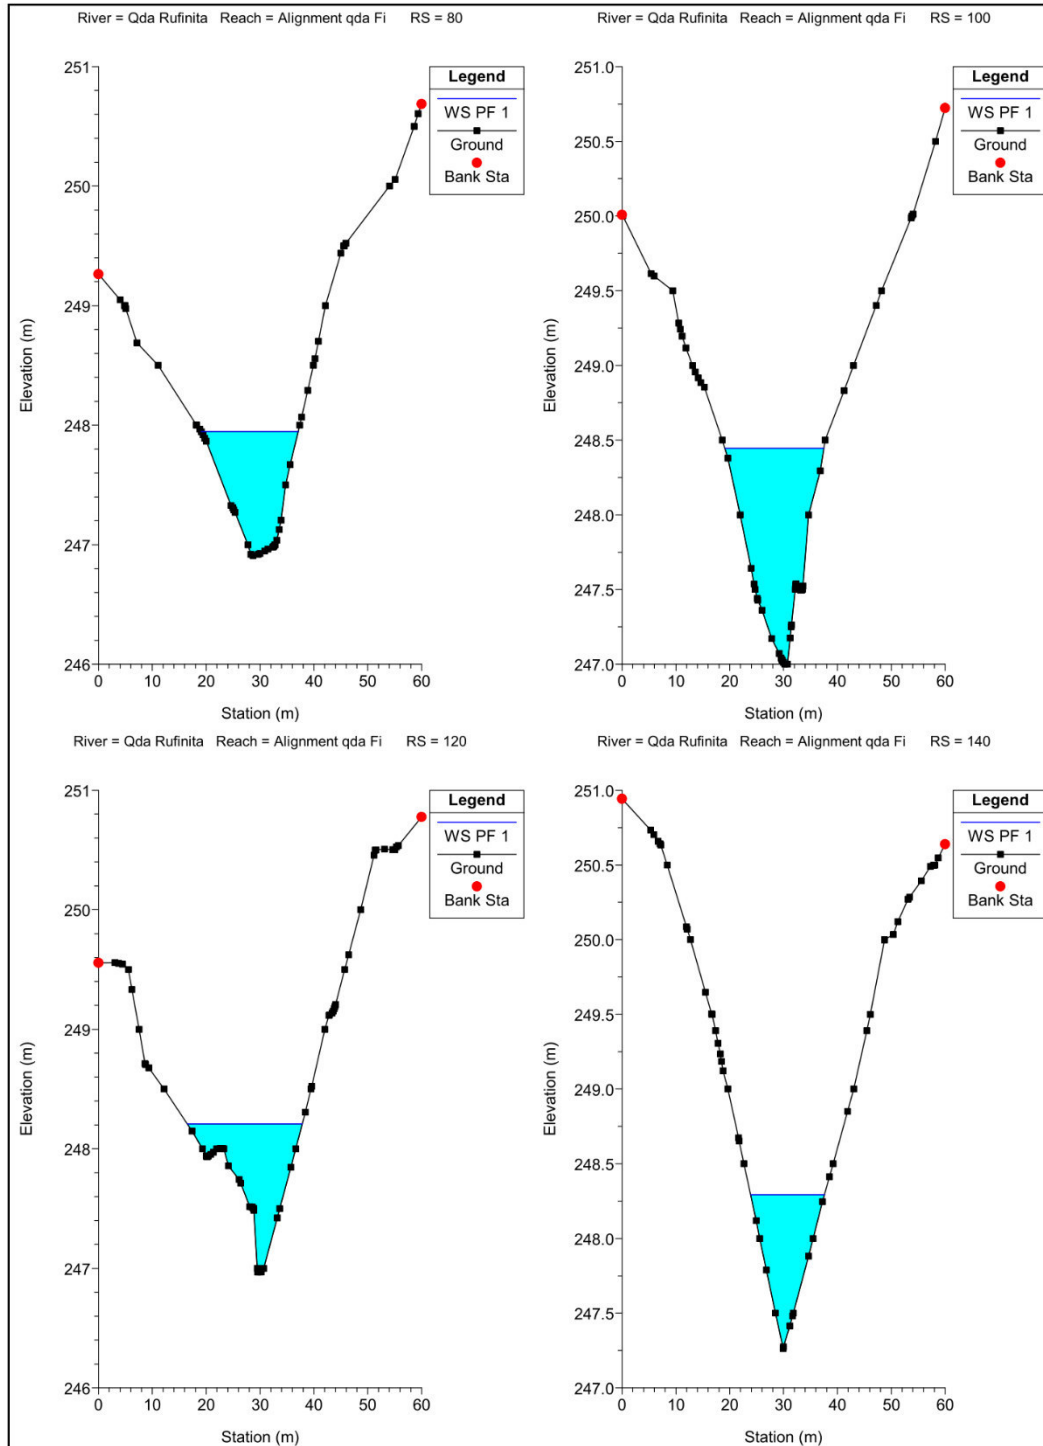 River = Qda Rufinita Reach = Alignment qda Fi RS = 80
251
250
249
248
247
246
Elevation (m)
0 10 20 30 40 50 60
Station (m)
Legend
WS PF 1
Ground
Bank Sta
River = Qda Rufinita Reach = Alignment qda Fi RS = 100
251.0
250.5
250.0
249.5
249.0
248.5
248.0
247.5
247.0
Elevation (m)
0 10 20 30 40 50 60
Station (m)
Legend
WS PF 1
Ground
Bank Sta
River = Qda Rufinita Reach = Alignment qda Fi RS = 120
251
250
249
248
247
246
Elevation (m)
0 10 20 30 40 50 60
Station (m)
Legend
WS PF 1
Ground
Bank Sta
River = Qda Rufinita Reach = Alignment qda Fi RS = 140
251.0
250.5
250.0
249.5
249.0
248.5
248.0
247.5
247.0
Elevation (m)
0 10 20 30 40 50 60
Station (m)
Legend
WS PF 1
Ground
Bank Sta